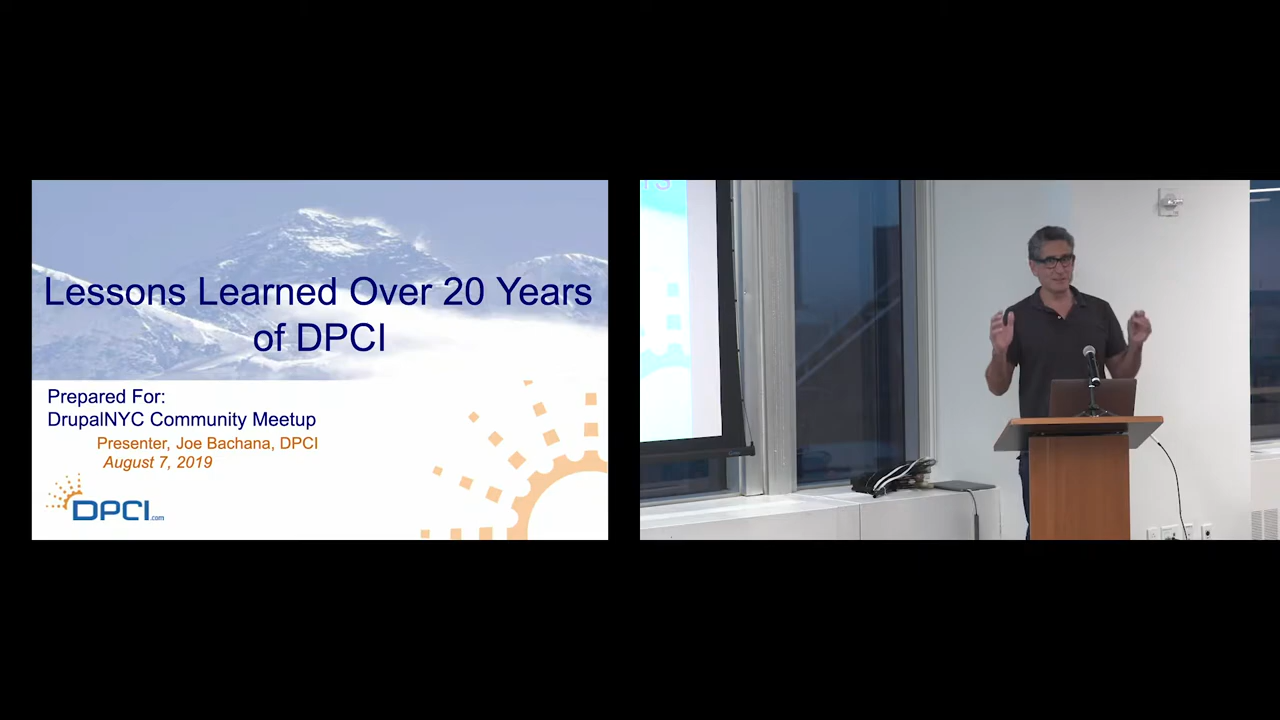 Lessons Learned Over 20 Years
of DPCI
Prepared For:
DrupalNYC Community Meetup
Presenter, Joe Bachana, DPCI
August 7, 2019
DPCI.com